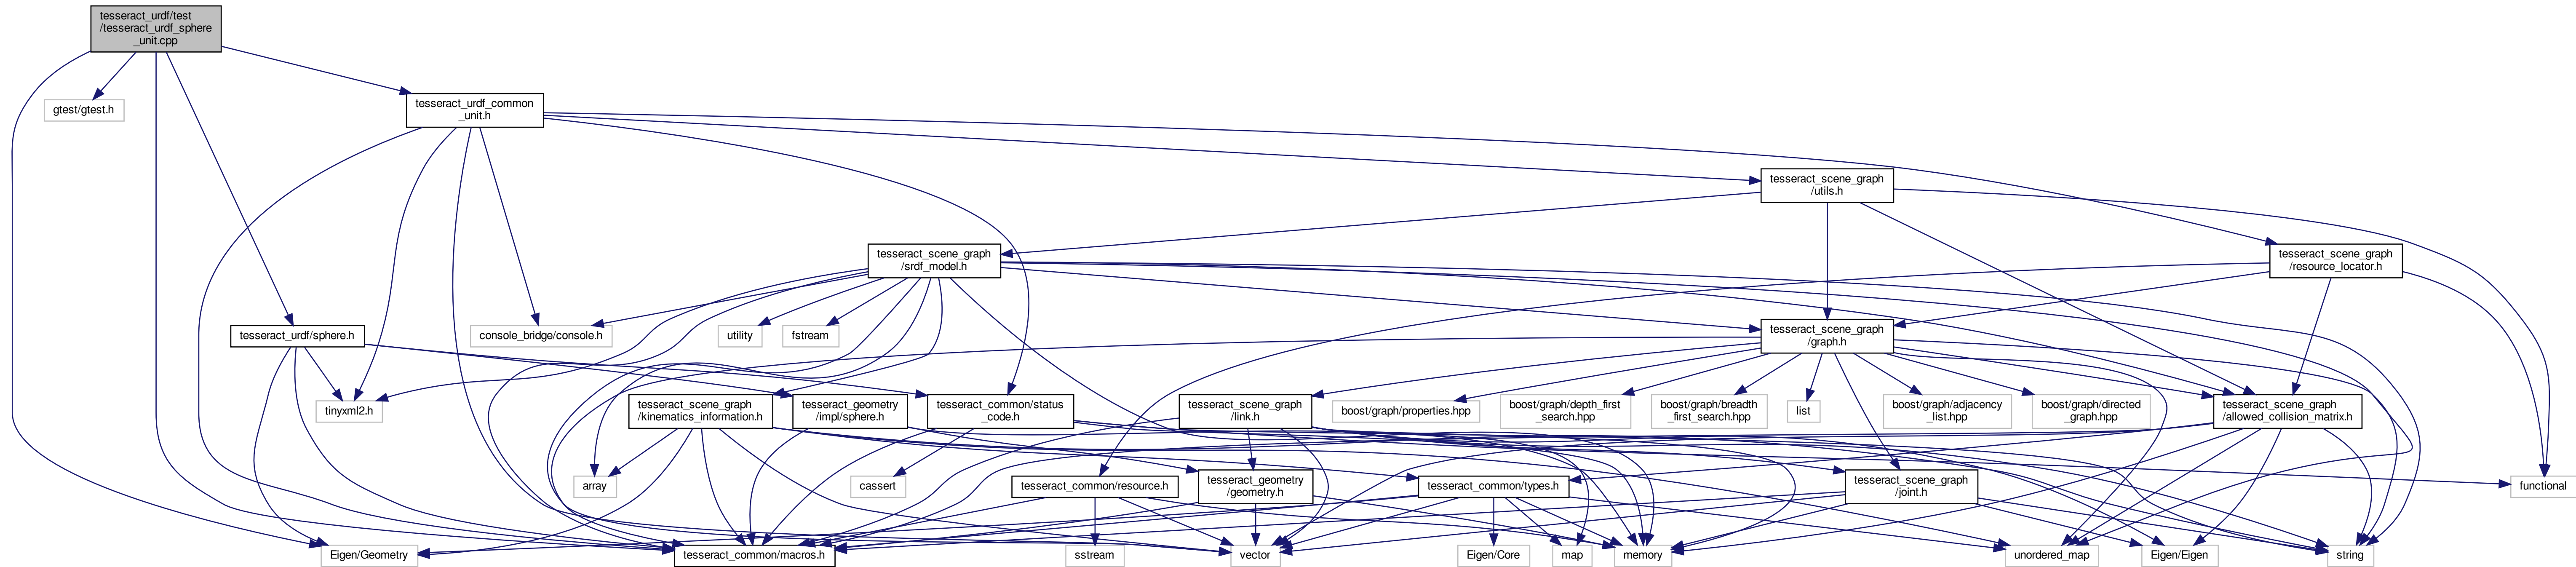 tesseract_urdf/test
/tesseract_urdf_sphere
_unit.cpp
gtest/gtest.h
tesseract_urdf_common
_unit.h
tesseract_scene_graph
/utils.h
tesseract_scene_graph
/srdf_model.h
tesseract_scene_graph
/resource_locator.h
tesseract_urdf/sphere.h
console_bridge/console.h
utility
fstream
tesseract_scene_graph
/graph.h
tinyxml2.h
tesseract_scene_graph
/kinematics_information.h
tesseract_geometry
/impl/sphere.h
tesseract_common/status
_code.h
tesseract_scene_graph
/link.h
boost/graph/properties.hpp
boost/graph/depth_first
_search.hpp
boost/graph/breadth
_first_search.hpp
list
boost/graph/adjacency
_list.hpp
boost/graph/directed
_graph.hpp
tesseract_scene_graph
/allowed_collision_matrix.h
array
cassert
tesseract_common/resource.h
tesseract_geometry
/geometry.h
tesseract_common/types.h
tesseract_scene_graph
/joint.h
functional
Eigen/Geometry
tesseract_common/macros.h
sstream
vector
Eigen/Core
map
memory
unordered_map
Eigen/Eigen
string